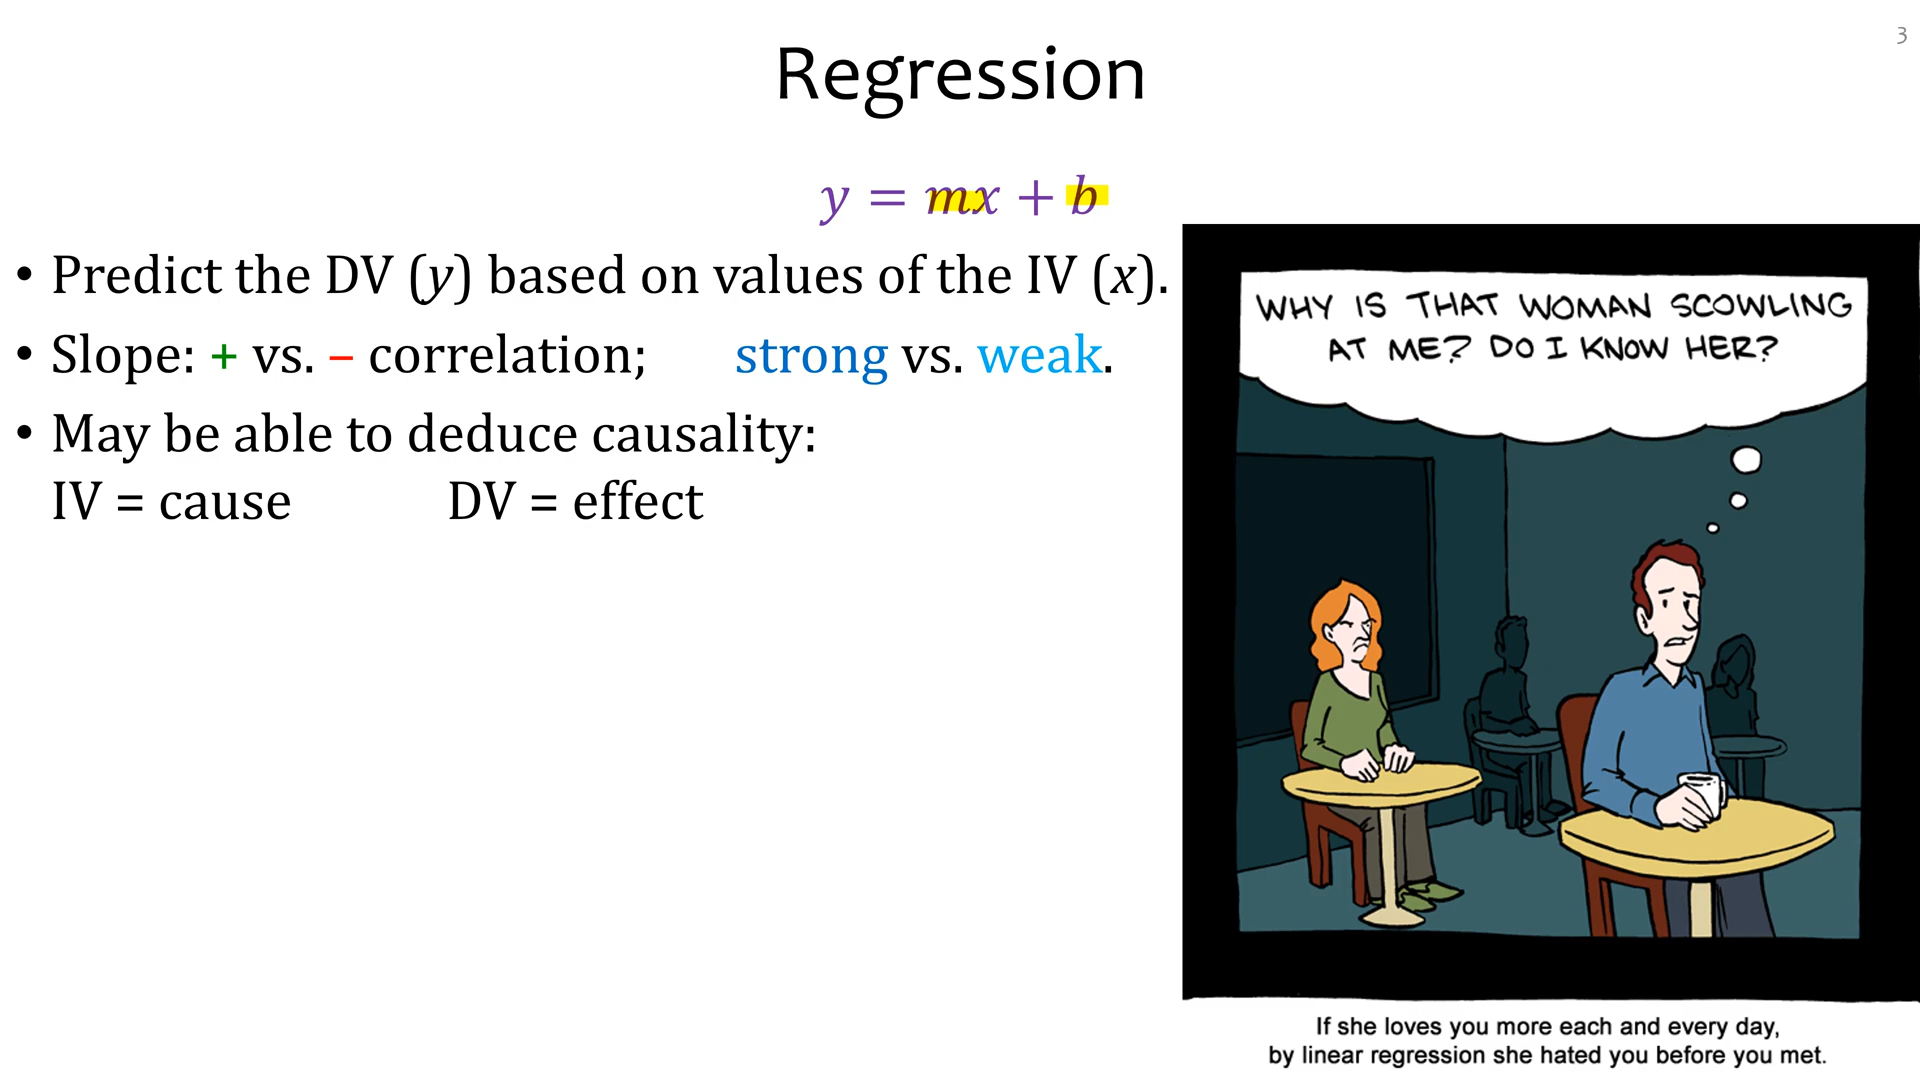 3
Regression
y = mx + b
• Predict the DV (y) based on values of the IV (x).
• Slope: + vs. – correlation; strong vs. weak.
• May be able to deduce causality:
IV = cause DV = effect
WHY IS THAT WOMAN SCOWLING
AT ME? DO I KNOW HER?
If she loves you more each and every day,
by linear regression she hated you before you met.